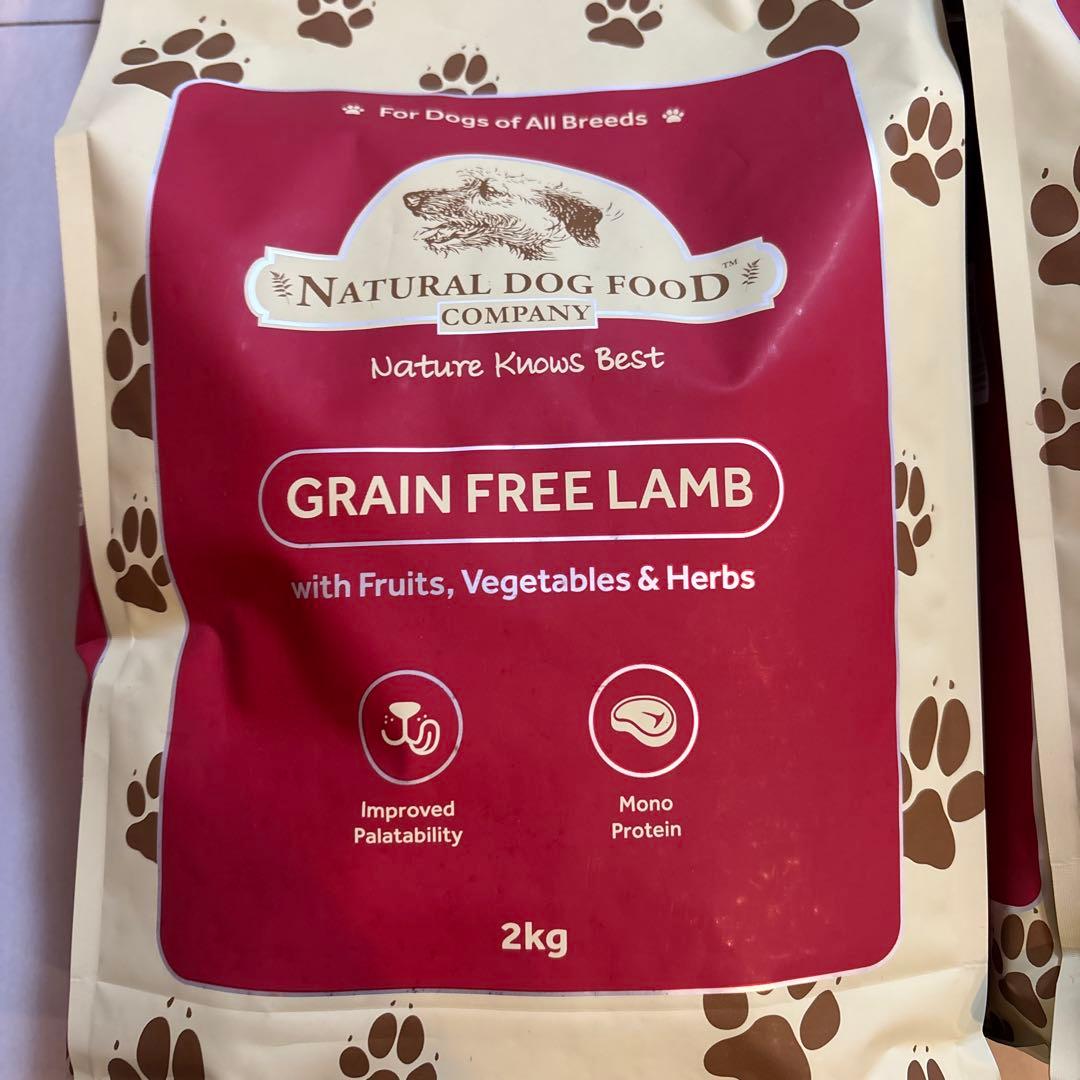 For Dogs of All Breeds
NATURAL DOG FOOD™
COMPANY
Nature Knows Best
GRAIN FREE LAMB
with Fruits, Vegetables & Herbs
Improved
Palatability
Mono
Protein
2kg